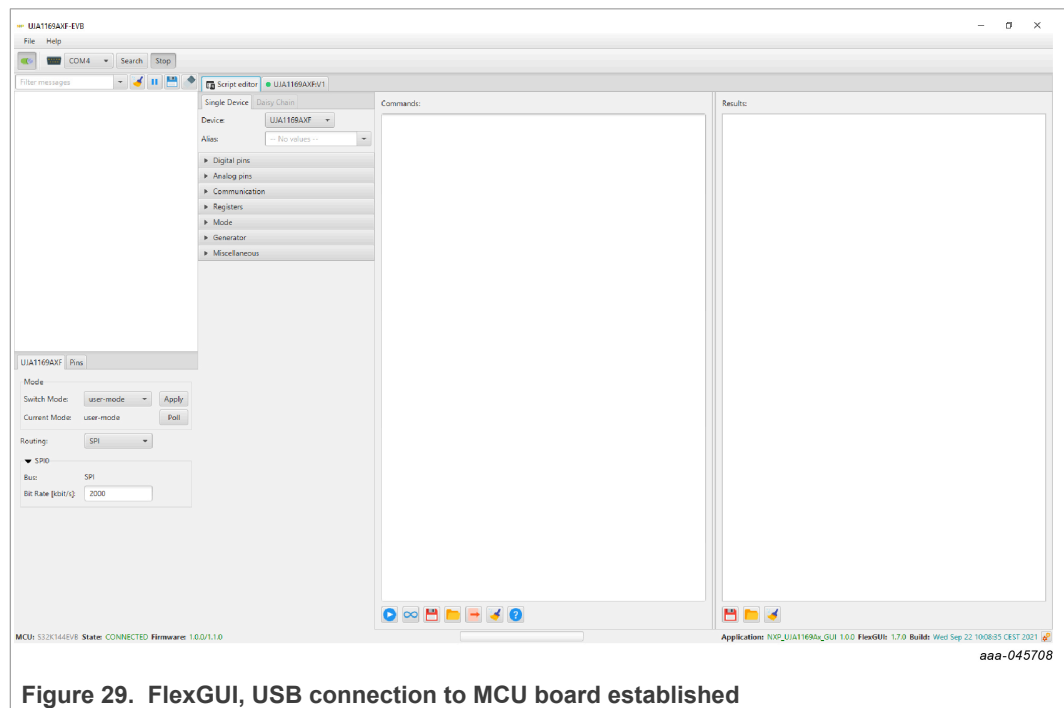 UJA1169AXF-EVB
File Help
COM4 Search Stop
Filter messages
Script editor UJA1169AXF:V1
Single Device Daisy Chain
Commands:
Results:
Device: UJA1169AXF
Alias: -- No values --
Digital pins
Analog pins
Communication
Registers
Mode
Generator
Miscellaneous
UJA1169AXF Pins
Mode
Switch Mode: user-mode Apply
Current Mode: user-mode Poll
Routing: SPI
SPI0
Bus: SPI
Bit Rate [kbit/s]: 2000
MCU: S32K144EVB State: CONNECTED Firmware: 1.0.0/1.1.0
Application: NXP_UJA1169Ax_GUI 1.0.0 FlexGUI: 1.7.0 Build: Wed Sep 22 10:08:35 CEST 2021
aaa-045708
Figure 29. FlexGUI, USB connection to MCU board established